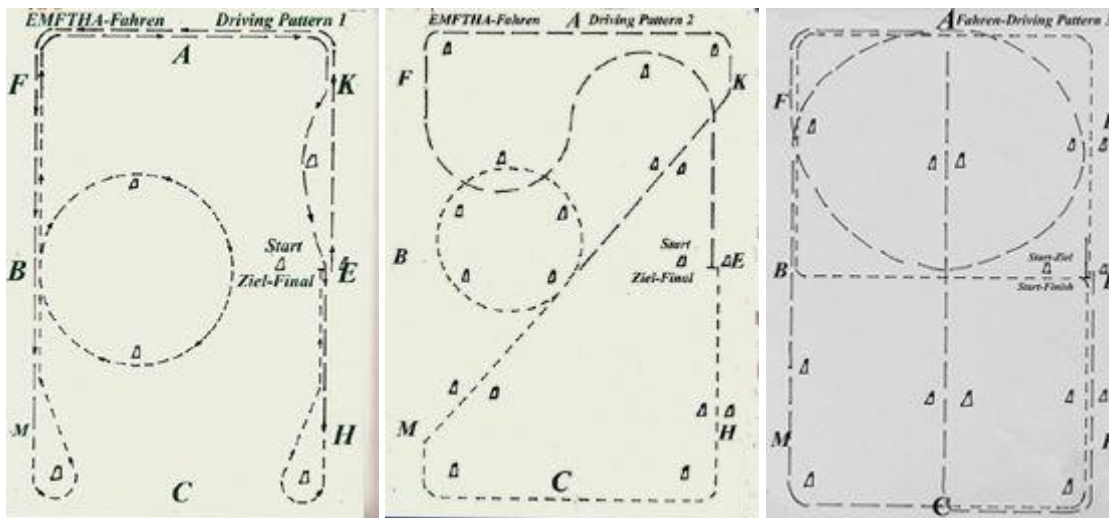 EMFTHA-Fahren Driving Pattern 1
A
F
K
Start
B
Ziel-Final
E
M
H
C
EMFTHA-Fahren A Driving Pattern 2
F
K
B
Start
E
Ziel-Final
M
H
C
A Fahren-Driving Pattern
F
B
Start-Ziel
Start-Finish
M
C